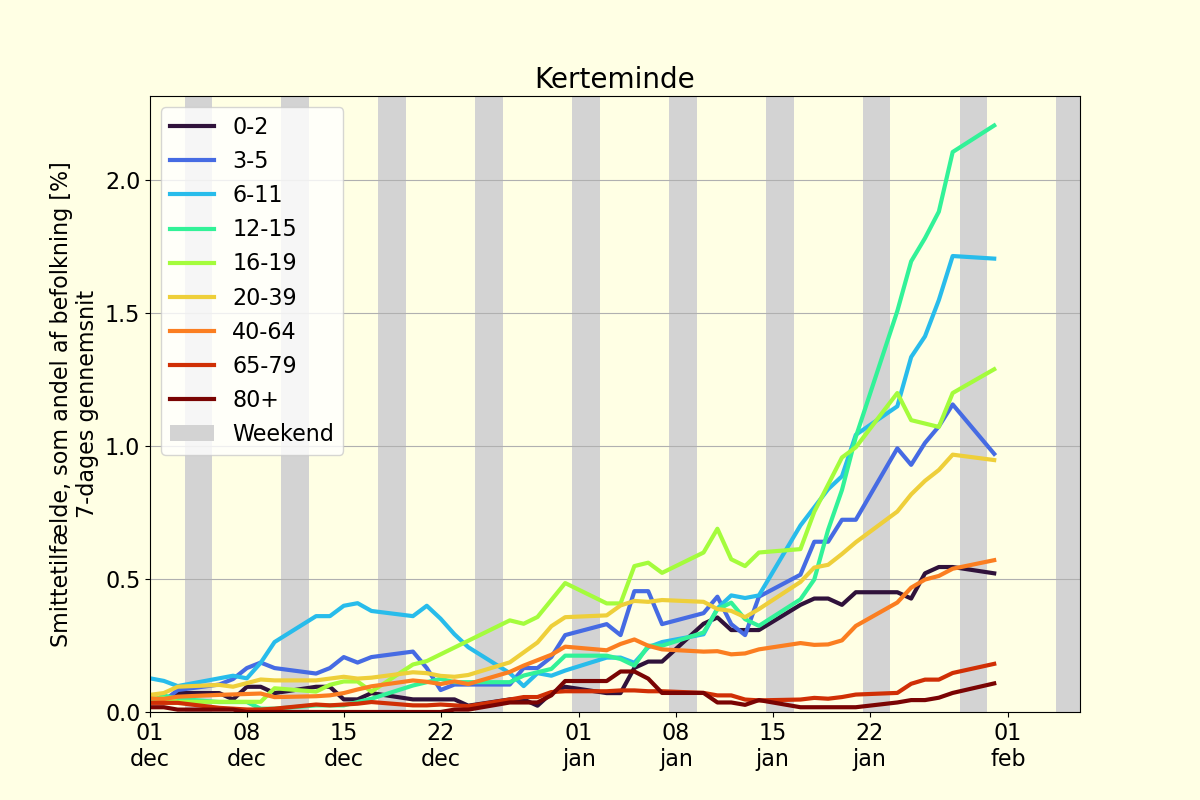 Kerteminde
Smittetilfælde, som andel af befolkning [%]
7-dages gennemsnit
2.0
1.5
1.0
0.5
0.0
0-2
3-5
6-11
12-15
16-19
20-39
40-64
65-79
80+
Weekend
01 08 15 22 01 08 15 22 01
dec dec dec dec jan jan jan jan feb